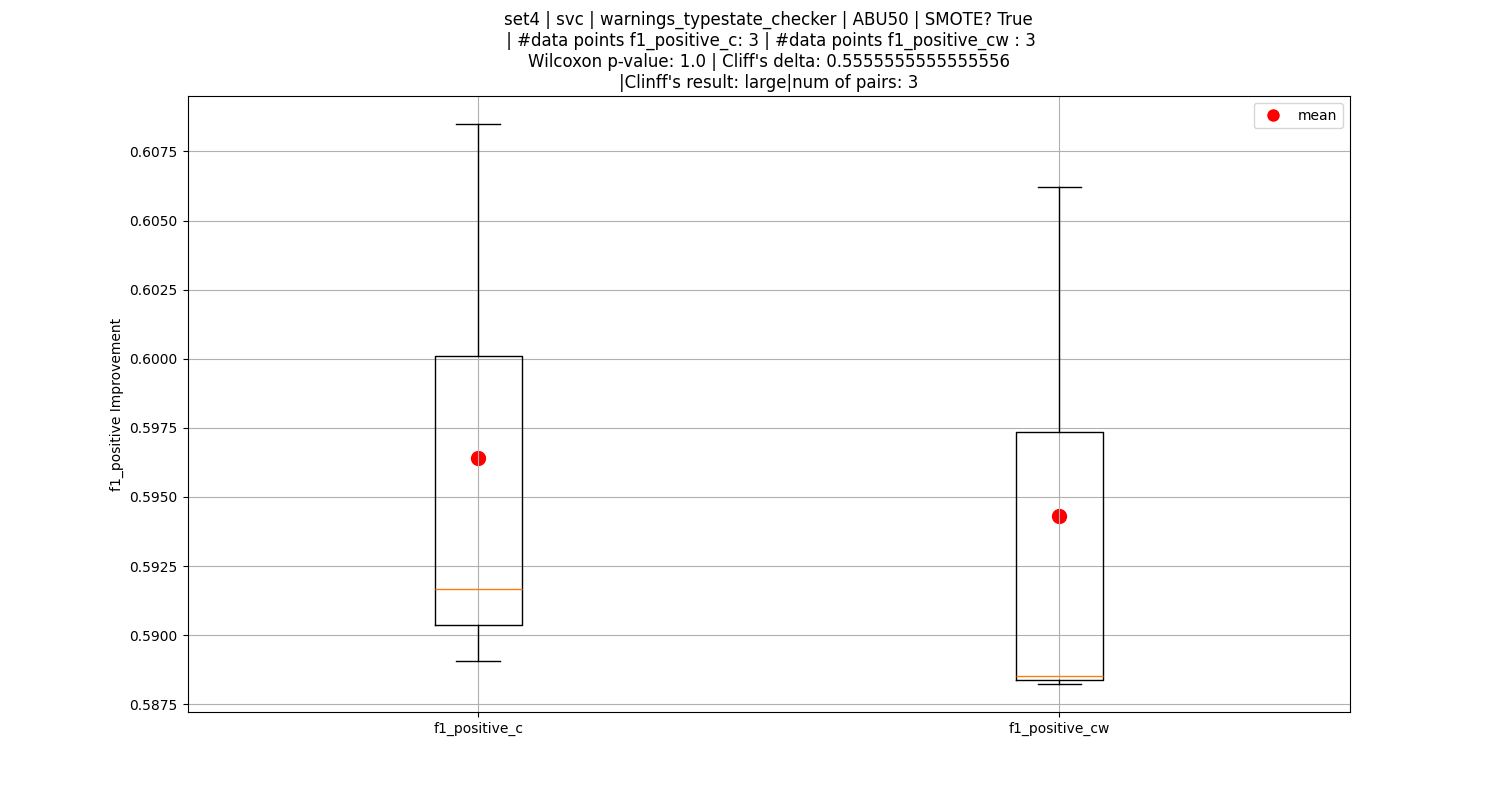 set4 | svc | warnings_typestate_checker | ABU50 | SMOTE? True
| #data points f1_positive_c: 3 | #data points f1_positive_cw : 3
Wilcoxon p-value: 1.0 | Cliff's delta: 0.5555555555555556
|Clinff's result: large|num of pairs: 3
mean
0.6075
0.6050
0.6025
0.6000
0.5975
0.5950
0.5925
0.5900
0.5875
f1_positive Improvement
f1_positive_c
f1_positive_cw